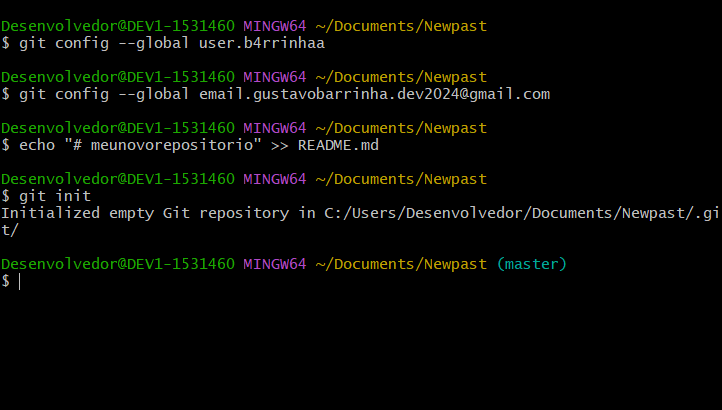 Desenvolvedor@DEV1-1531460 MINGW64 ~/Documents/Newpast
$ git config --global user.b4rrinhaa
Desenvolvedor@DEV1-1531460 MINGW64 ~/Documents/Newpast
$ git config --global email.gustavobarrinha.dev2024@gmail.com
Desenvolvedor@DEV1-1531460 MINGW64 ~/Documents/Newpast
$ echo "# meunovorepositorio" >> README.md
Desenvolvedor@DEV1-1531460 MINGW64 ~/Documents/Newpast
$ git init
Initialized empty Git repository in C:/Users/Desenvolvedor/Documents/Newpast/.gi
t/
Desenvolvedor@DEV1-1531460 MINGW64 ~/Documents/Newpast (master)
$